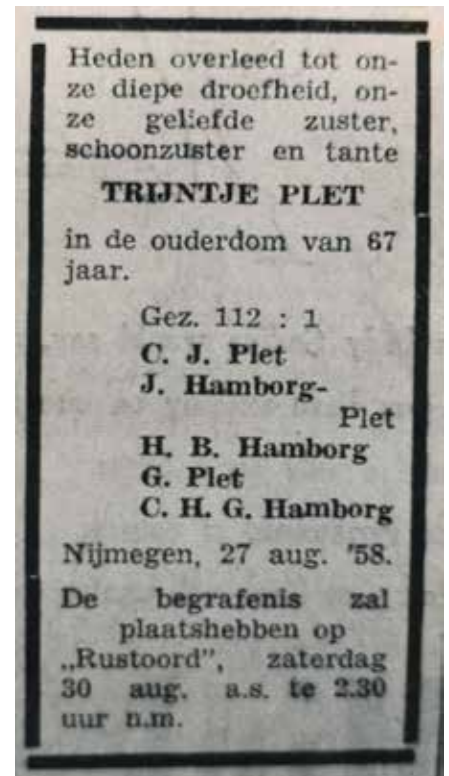 Heden overleed tot on-
ze diepe droefheid, on-
ze geliefde zuster,
schoonzuster en tante
TRIJNTJE PLET
in de ouderdom van 67
jaar.
Gez. 112 : 1
C. J. Plet
J. Hamborg-
Plet
H. B. Hamborg
G. Plet
C. H. G. Hamborg
Nijmegen, 27 aug. '58.
De begrafenis zal
plaatshebben op
„Rustoord”, zaterdag
30 aug. a.s. te 2.30
uur n.m.